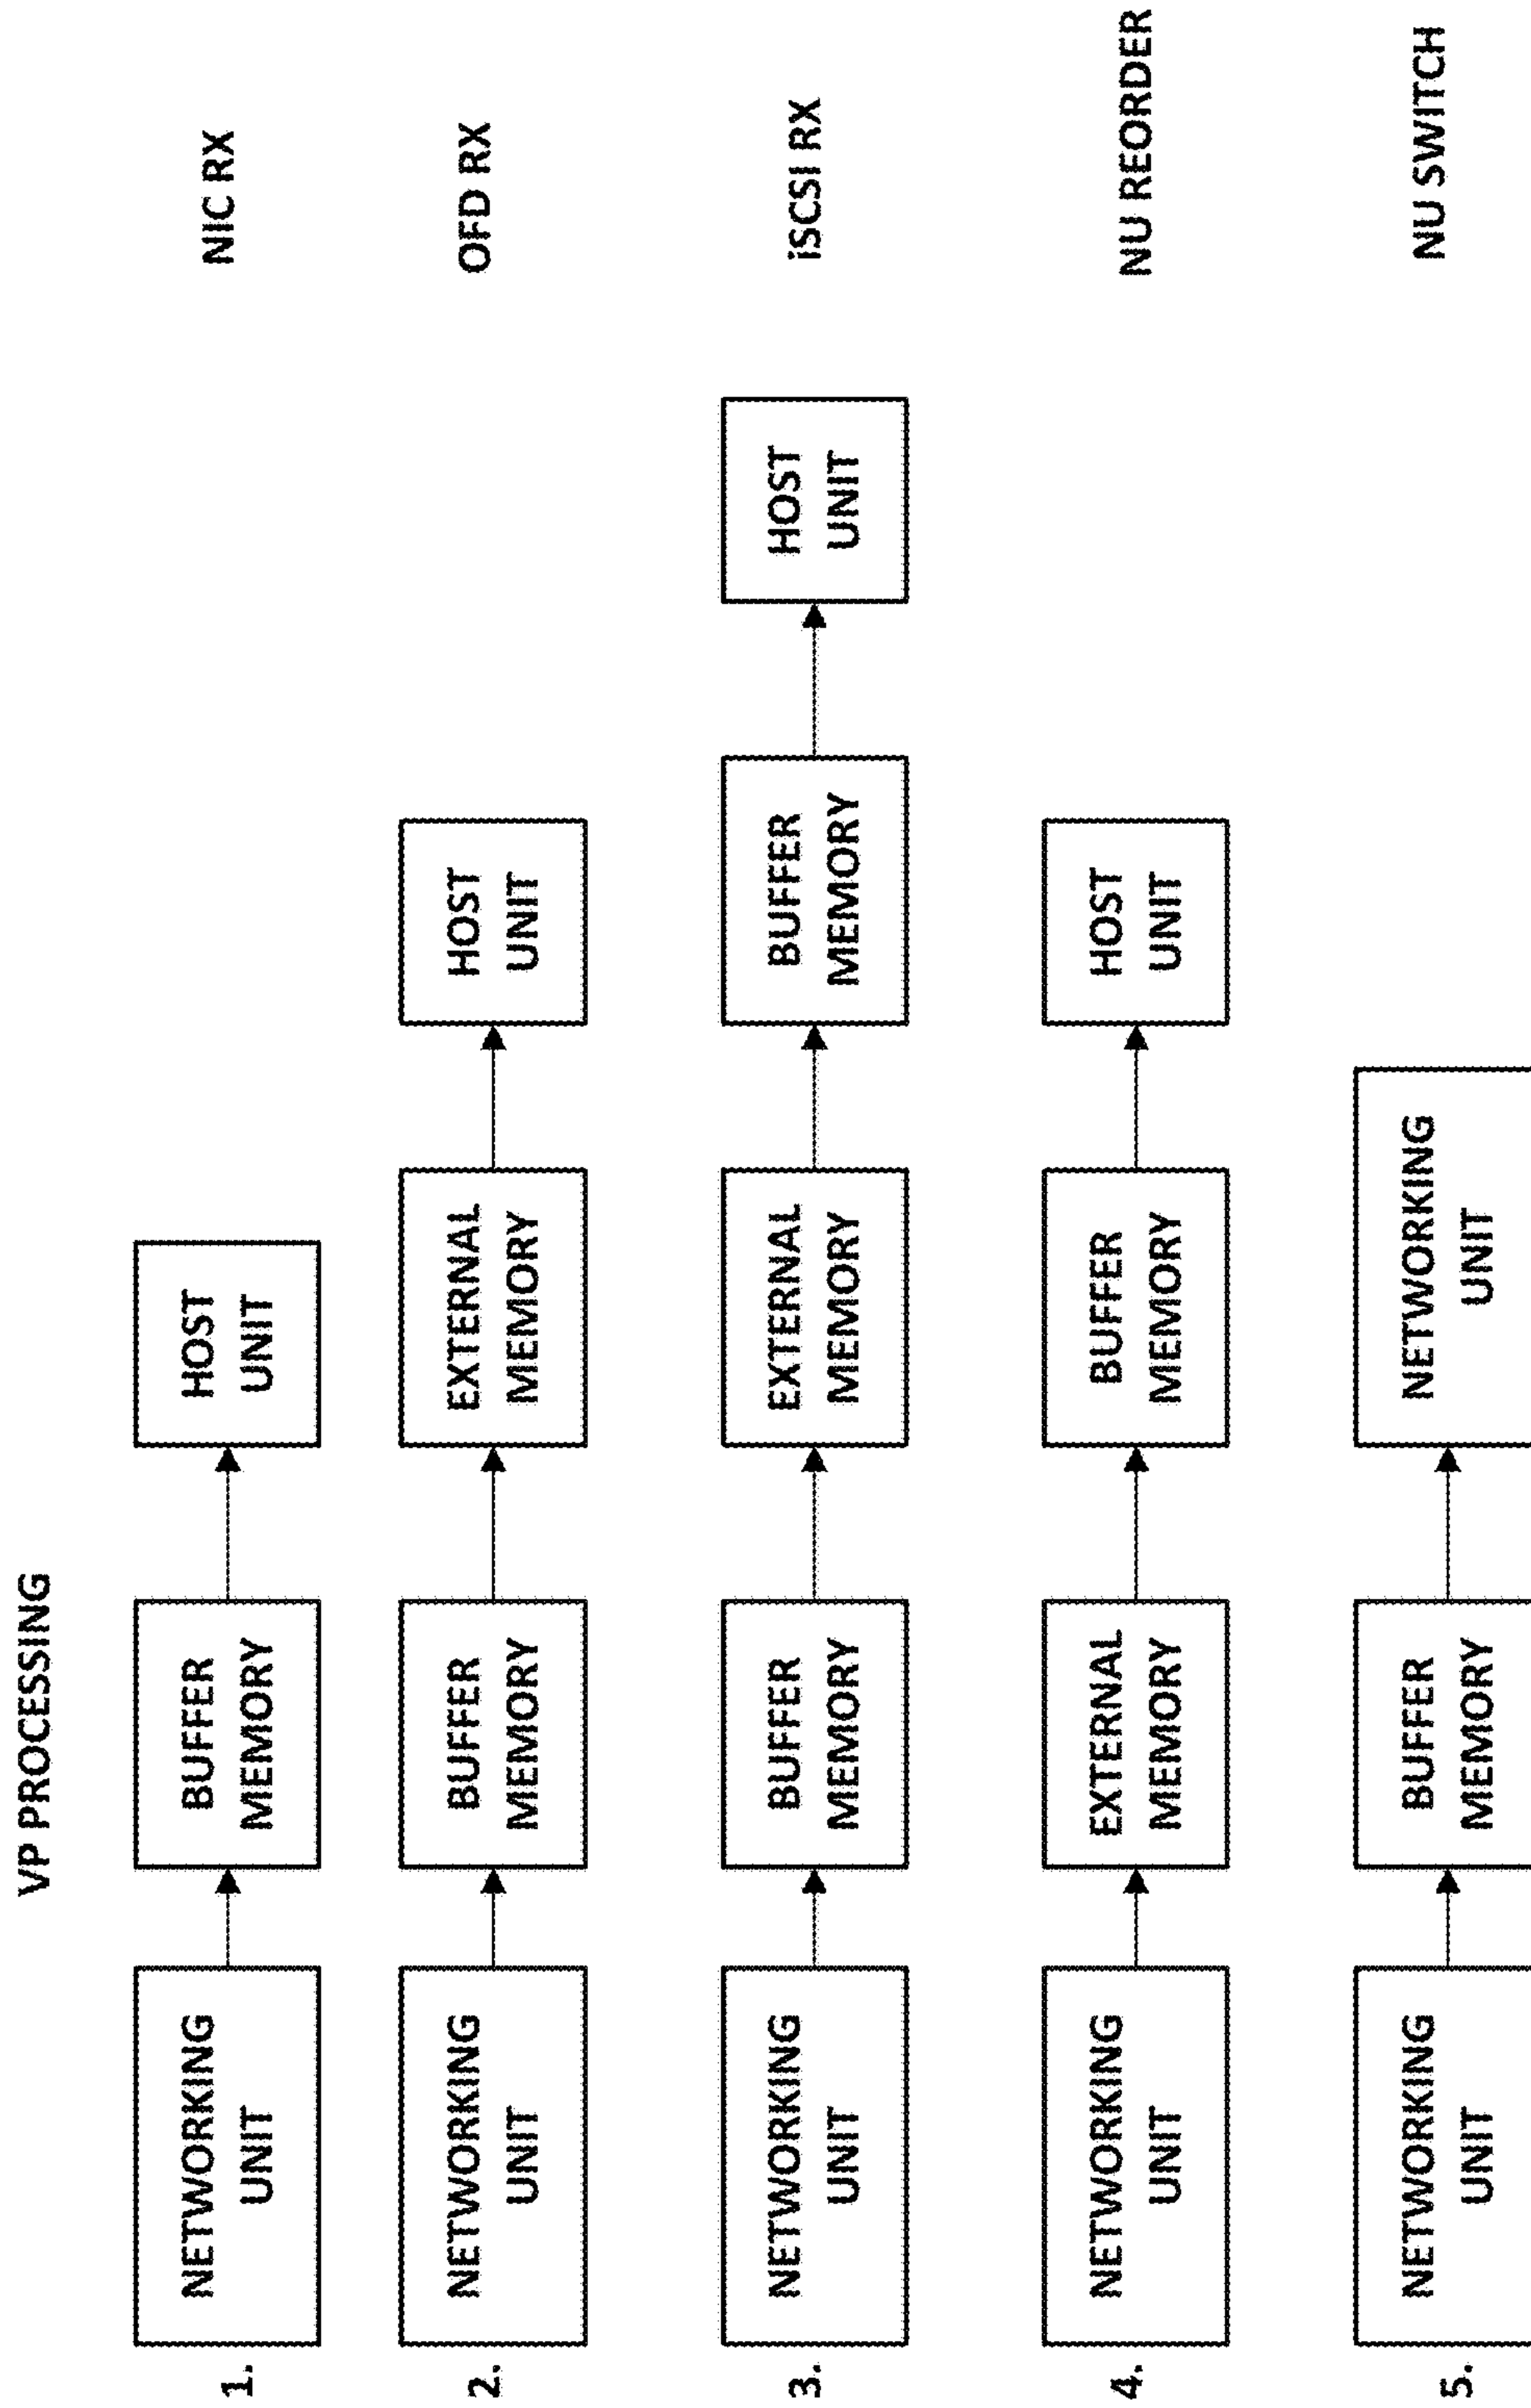 VP PROCESSING
1.
NETWORKING
UNIT
BUFFER
MEMORY
HOST
UNIT
NIC RX
2.
NETWORKING
UNIT
BUFFER
MEMORY
EXTERNAL
MEMORY
HOST
UNIT
OFD RX
3.
NETWORKING
UNIT
BUFFER
MEMORY
EXTERNAL
MEMORY
BUFFER
MEMORY
HOST
UNIT
iSCSI RX
4.
NETWORKING
UNIT
EXTERNAL
MEMORY
BUFFER
MEMORY
HOST
UNIT
NU REORDER
5.
NETWORKING
UNIT
BUFFER
MEMORY
NETWORKING
UNIT
NU SWITCH